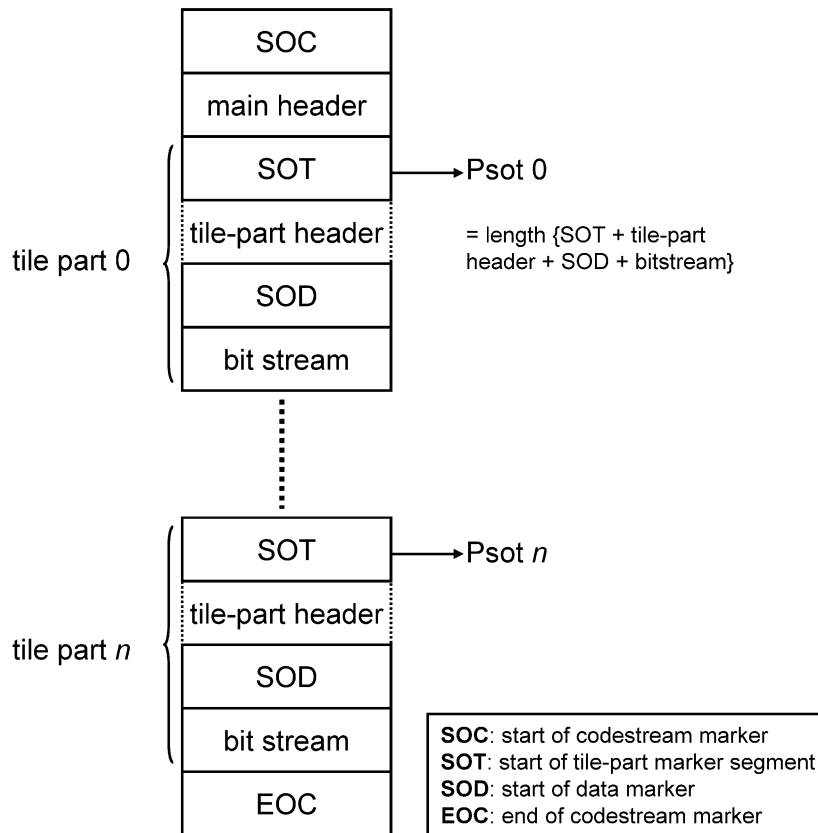 SOC
main header
SOT
Psot 0
tile-part header
= length {SOT + tile-part
header + SOD + bitstream}
tile part 0
SOD
bit stream
SOT
Psot n
tile-part header
tile part n
SOD
bit stream
EOC
SOC: start of codestream marker
SOT: start of tile-part marker segment
SOD: start of data marker
EOC: end of codestream marker